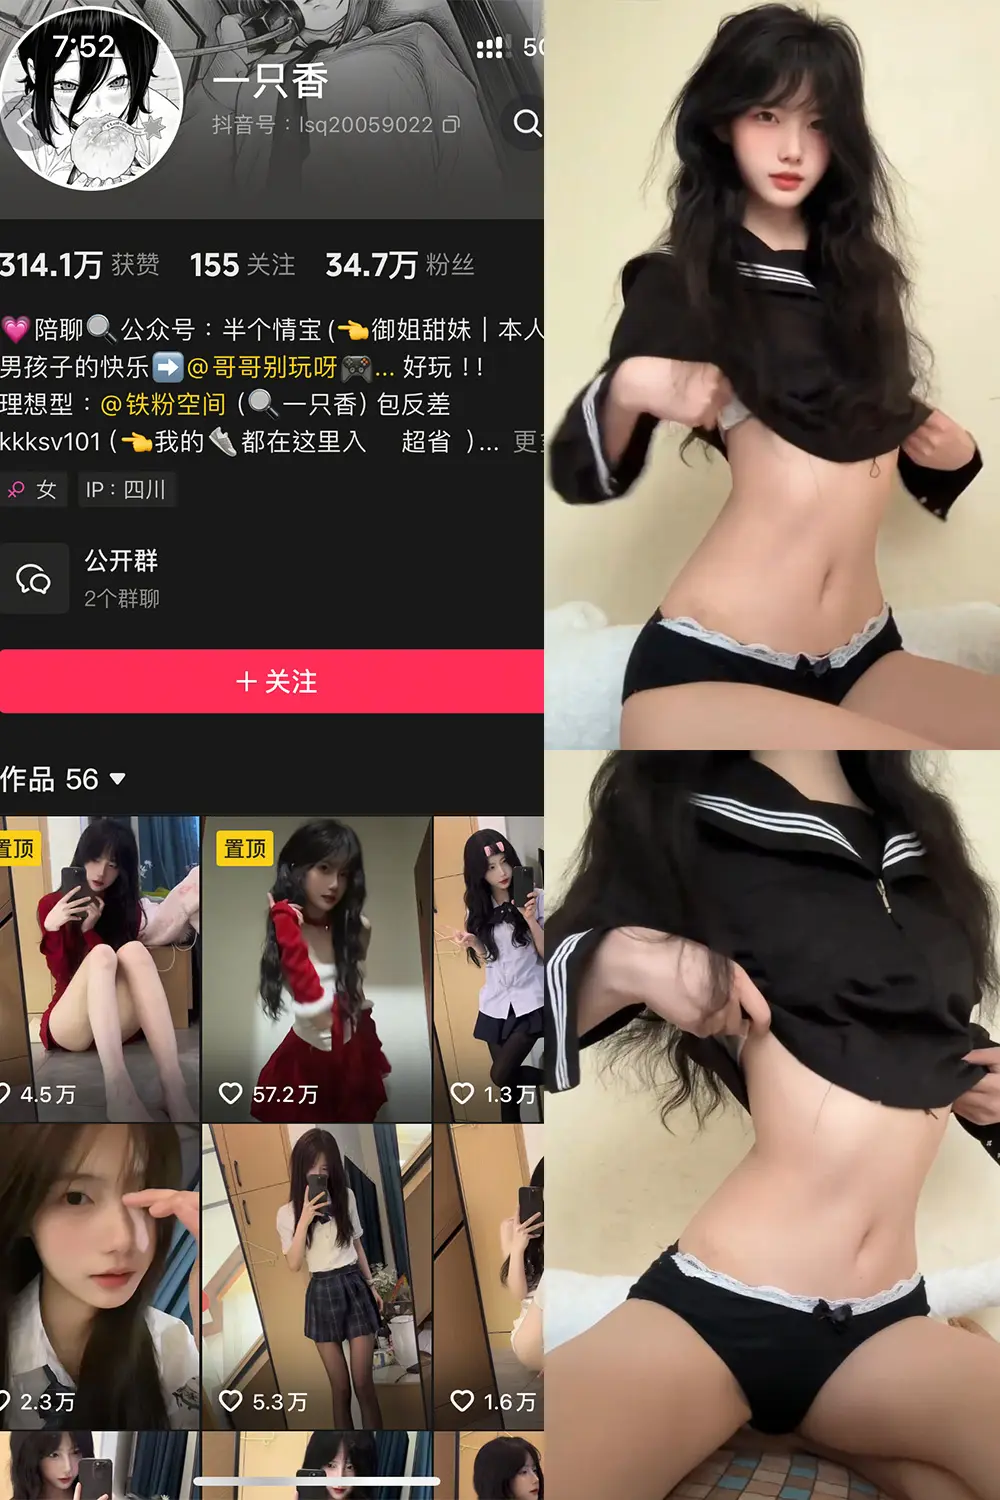 7:52
一只香
抖音号：lsq20059022
314.1万 获赞 155 关注 34.7万 粉丝
💗陪聊🔍公众号：半个情宝(👈御姐甜妹｜本人
男孩子的快乐➡️@哥哥别玩呀🎮... 好玩 !!
理想型：@铁粉空间 (🔍一只香) 包反差
kkksv101 (👈我的👟都在这里入 超省 )... 更
女 IP：四川
公开群
2个群聊
＋关注
作品 56
置顶
置顶
4.5万
57.2万
1.3万
2.3万
5.3万
1.6万